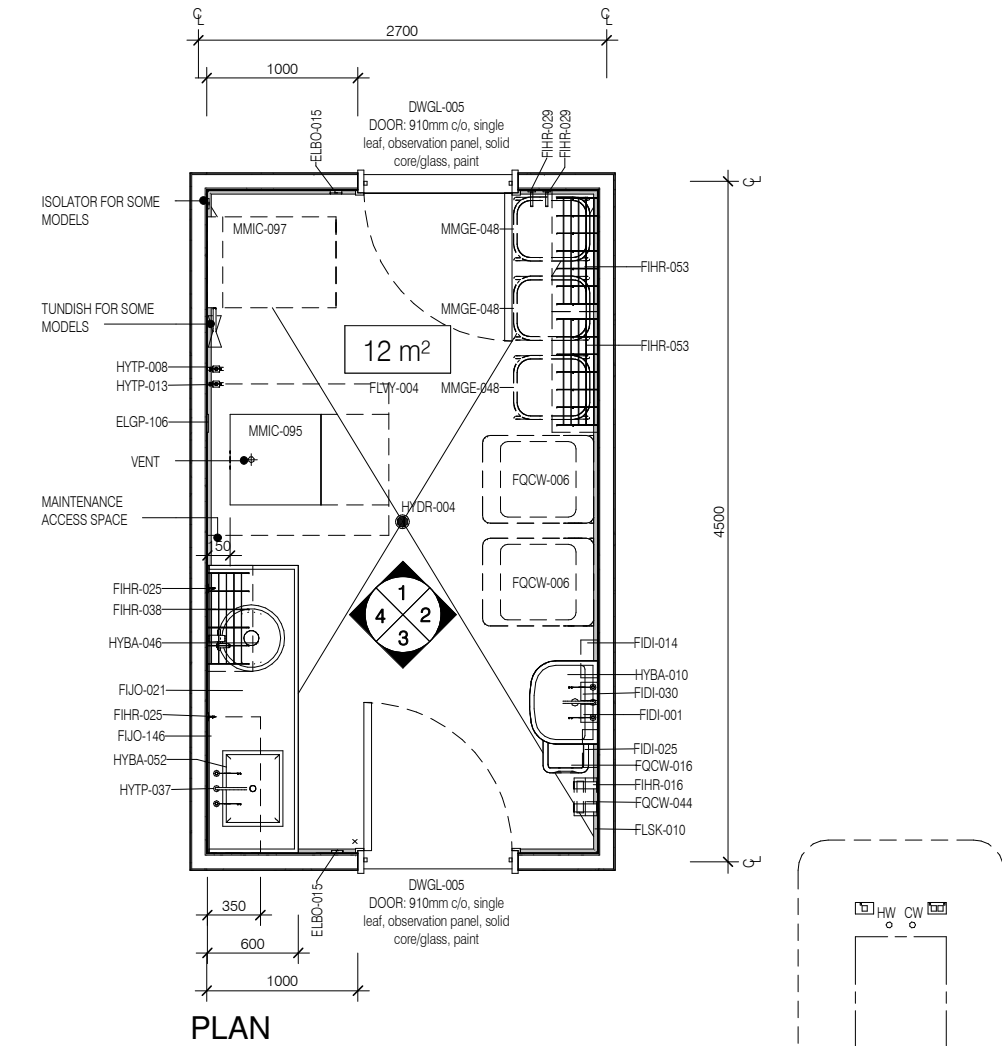 ℄
℄
2700
1000
DWGL-005
DOOR: 910mm c/o, single
leaf, observation panel, solid
core/glass, paint
ELBO-015
FIHR-029
FIHR-029
℄
ISOLATOR FOR SOME
MODELS
MMIC-097
MMGE-048
FIHR-053
TUNDISH FOR SOME
MODELS
MMGE-048
12 m²
FIHR-053
HYTP-008
HYTP-013
FLVY-004
MMGE-048
ELGP-106
MMIC-095
VENT
FQCW-006
MAINTENANCE
ACCESS SPACE
HYDR-004
4500
50
FIHR-025
FIHR-038
FQCW-006
1
4
2
3
HYBA-046
FIDI-014
FIJO-021
HYBA-010
FIDI-030
FIHR-025
FIDI-001
FIJO-146
HYBA-052
FIDI-025
FQCW-016
HYTP-037
FIHR-016
FQCW-044
FLSK-010
x
℄
ELBO-015
DWGL-005
DOOR: 910mm c/o, single
leaf, observation panel, solid
core/glass, paint
350
600
1000
HW CW
PLAN